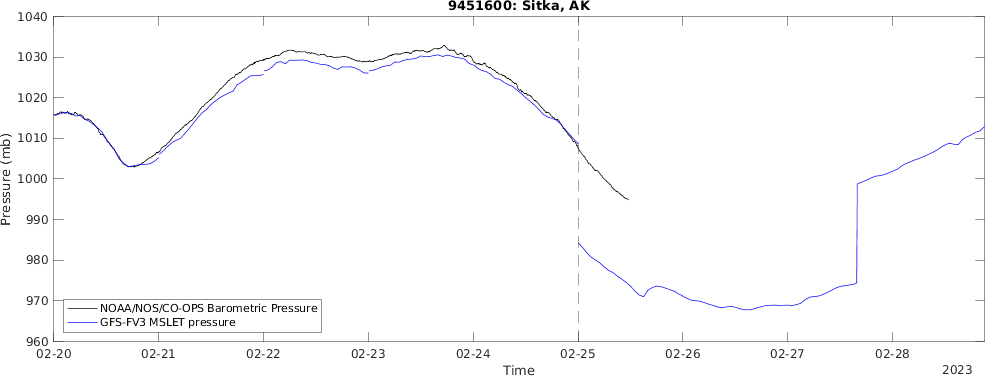 9451600: Sitka, AK
1040
1030
1020
1010
1000
990
980
970
960
Pressure (mb)
NOAA/NOS/CO-OPS Barometric Pressure
GFS-FV3 MSLET pressure
02-20 02-21 02-22 02-23 02-24 02-25 02-26 02-27 02-28
Time
2023